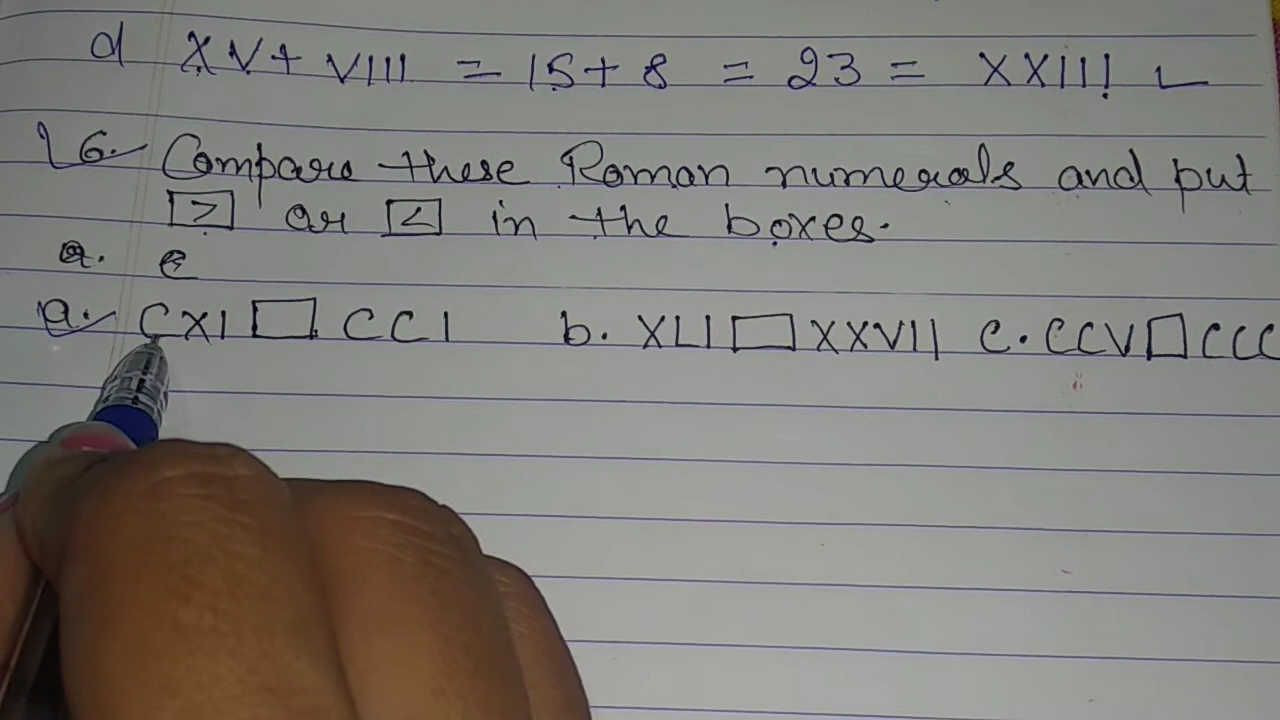 d XV + VIII = 15 + 8 = 23 = XXIII
16. Compare these Roman numerals and put
> or < in the boxes.
a. e
a. CXI □ CCI b. XLI □ XXVII c. CCV □ CCC